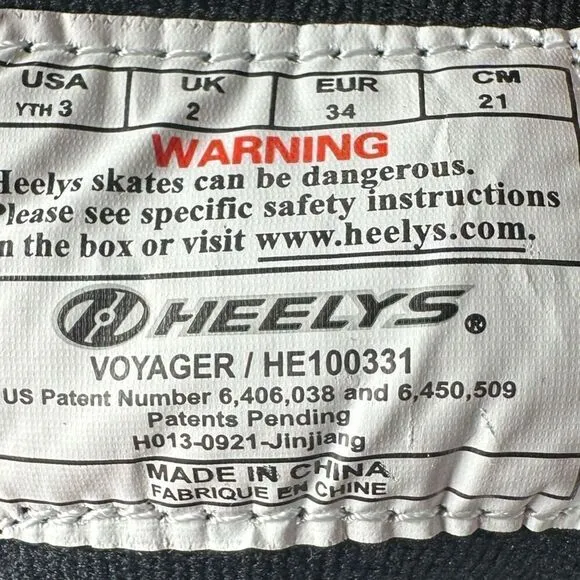 USA UK EUR CM
YTH 3 2 34 21
WARNING
Heelys skates can be dangerous.
Please see specific safety instructions
in the box or visit www.heelys.com.
HEELYS®
VOYAGER / HE100331
US Patent Number 6,406,038 and 6,450,509
Patents Pending
H013-0921-Jinjiang
MADE IN CHINA
FABRIQUE EN CHINE